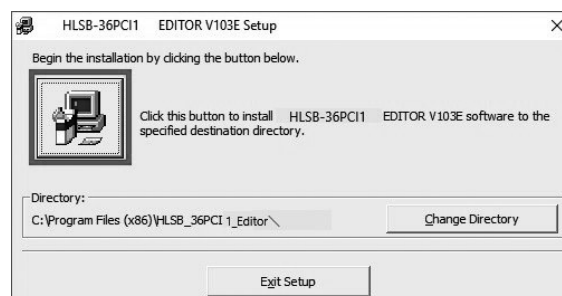 HLSB-36PCI1 EDITOR V103E Setup
Begin the installation by clicking the button below.
Click this button to install HLSB-36PCI1 EDITOR V103E software to the
specified destination directory.
Directory:
C:\Program Files (x86)\HLSB_36PCI 1_Editor\
Change Directory
Exit Setup